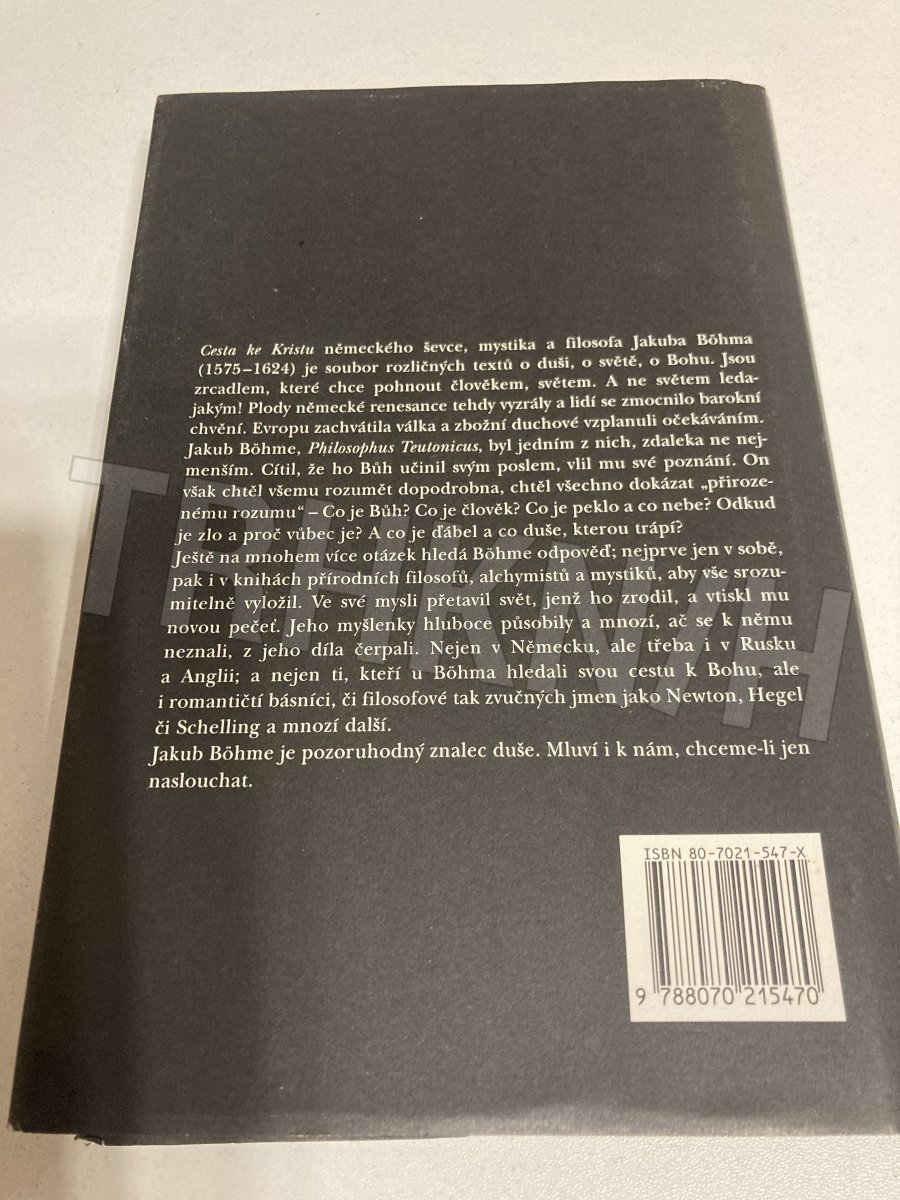 Cesta ke Kristu německého ševce, mystika a filosofa Jakuba Böhma
(1575–1624) je soubor rozličných textů o duši, o světě, o Bohu. Jsou
zrcadlem, které chce pohnout člověkem, světem. A ne světem leda-
jakým! Plody německé renesance tehdy vyzrály a lidí se zmocnilo barokní
chvění. Evropu zachvátila válka a zbožní duchové vzplanuli očekáváním.
Jakub Böhme, Philosophus Teutonicus, byl jedním z nich, zdaleka ne nej-
menším. Cítil, že ho Bůh učinil svým poslem, vlil mu své poznání. On
však chtěl všemu rozumět dopodrobna, chtěl všechno dokázat „přiroze-
nému rozumu“ – Co je Bůh? Co je člověk? Co je peklo a co nebe? Odkud
je zlo a proč vůbec je? A co je ďábel a co duše, kterou trápí?
Ještě na mnohem více otázek hledá Böhme odpověď; nejprve jen v sobě,
pak i v knihách přírodních filosofů, alchymistů a mystiků, aby vše srozu-
mitelně vyložil. Ve své mysli přetavil svět, jenž ho zrodil, a vtiskl mu
novou pečeť. Jeho myšlenky hluboce působily a mnozí, ač se k němu
neznali, z jeho díla čerpali. Nejen v Německu, ale třeba i v Rusku
a Anglii; a nejen ti, kteří u Böhma hledali svou cestu k Bohu, ale
i romantičtí básníci, či filosofové tak zvučných jmen jako Newton, Hegel
či Schelling a mnozí další.
Jakub Böhme je pozoruhodný znalec duše. Mluví i k nám, chceme-li jen
naslouchat.
TRHKNIH
ISBN 80-7021-547-X
9 788070 215470